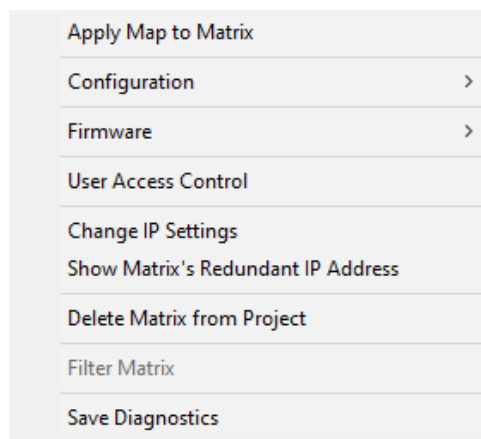 Apply Map to Matrix
Configuration
Firmware
User Access Control
Change IP Settings
Show Matrix's Redundant IP Address
Delete Matrix from Project
Filter Matrix
Save Diagnostics